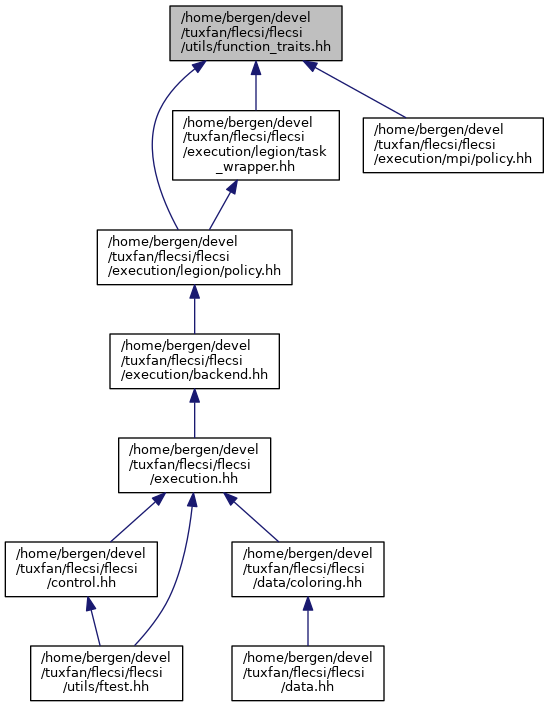 /home/bergen/devel
/tuxfan/flecsi/flecsi
/utils/function_traits.hh
/home/bergen/devel
/tuxfan/flecsi/flecsi
/execution/legion/task
_wrapper.hh
/home/bergen/devel
/tuxfan/flecsi/flecsi
/execution/mpi/policy.hh
/home/bergen/devel
/tuxfan/flecsi/flecsi
/execution/legion/policy.hh
/home/bergen/devel
/tuxfan/flecsi/flecsi
/execution/backend.hh
/home/bergen/devel
/tuxfan/flecsi/flecsi
/execution.hh
/home/bergen/devel
/tuxfan/flecsi/flecsi
/control.hh
/home/bergen/devel
/tuxfan/flecsi/flecsi
/data/coloring.hh
/home/bergen/devel
/tuxfan/flecsi/flecsi
/utils/ftest.hh
/home/bergen/devel
/tuxfan/flecsi/flecsi
/data.hh